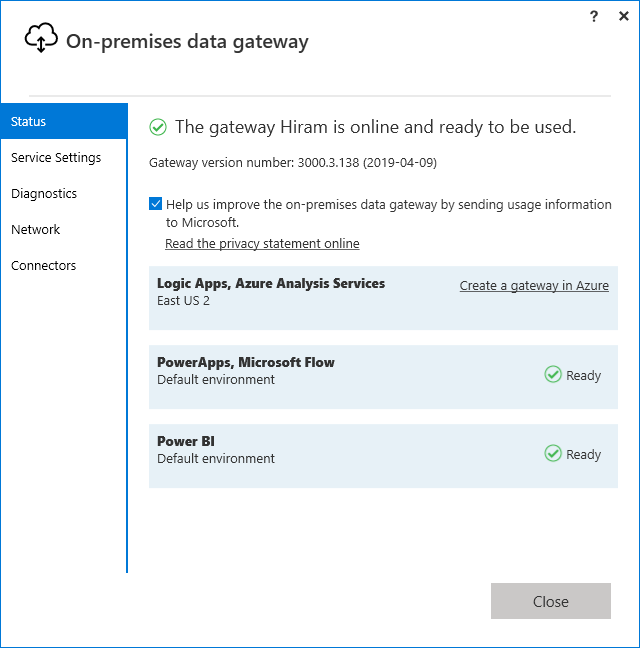 ? ×
On-premises data gateway
Status
Service Settings
Diagnostics
Network
Connectors
The gateway Hiram is online and ready to be used.
Gateway version number: 3000.3.138 (2019-04-09)
Help us improve the on-premises data gateway by sending usage information
to Microsoft.
Read the privacy statement online
Logic Apps, Azure Analysis Services
East US 2
Create a gateway in Azure
PowerApps, Microsoft Flow
Default environment
Ready
Power BI
Default environment
Ready
Close